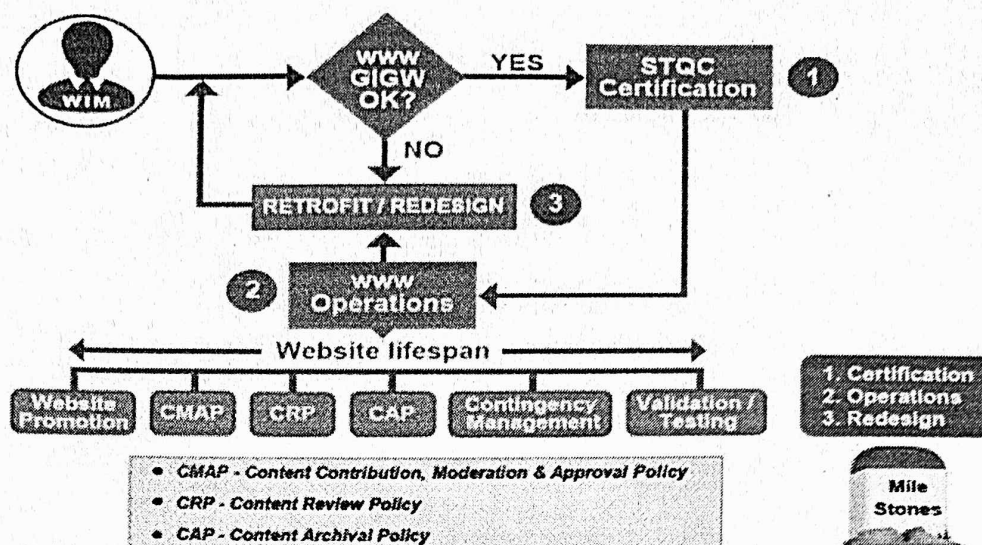 WIM
WWW
GIGW
OK?
YES
STQC
Certification
1
NO
RETROFIT / REDESIGN
3
2
WWW
Operations
Website lifespan
Website
Promotion
CMAP
CRP
CAP
Contingency
Management
Validation /
Testing
1. Certification
2. Operations
3. Redesign
• CMAP - Content Contribution, Moderation & Approval Policy
• CRP - Content Review Policy
• CAP - Content Archival Policy
Mile
Stones